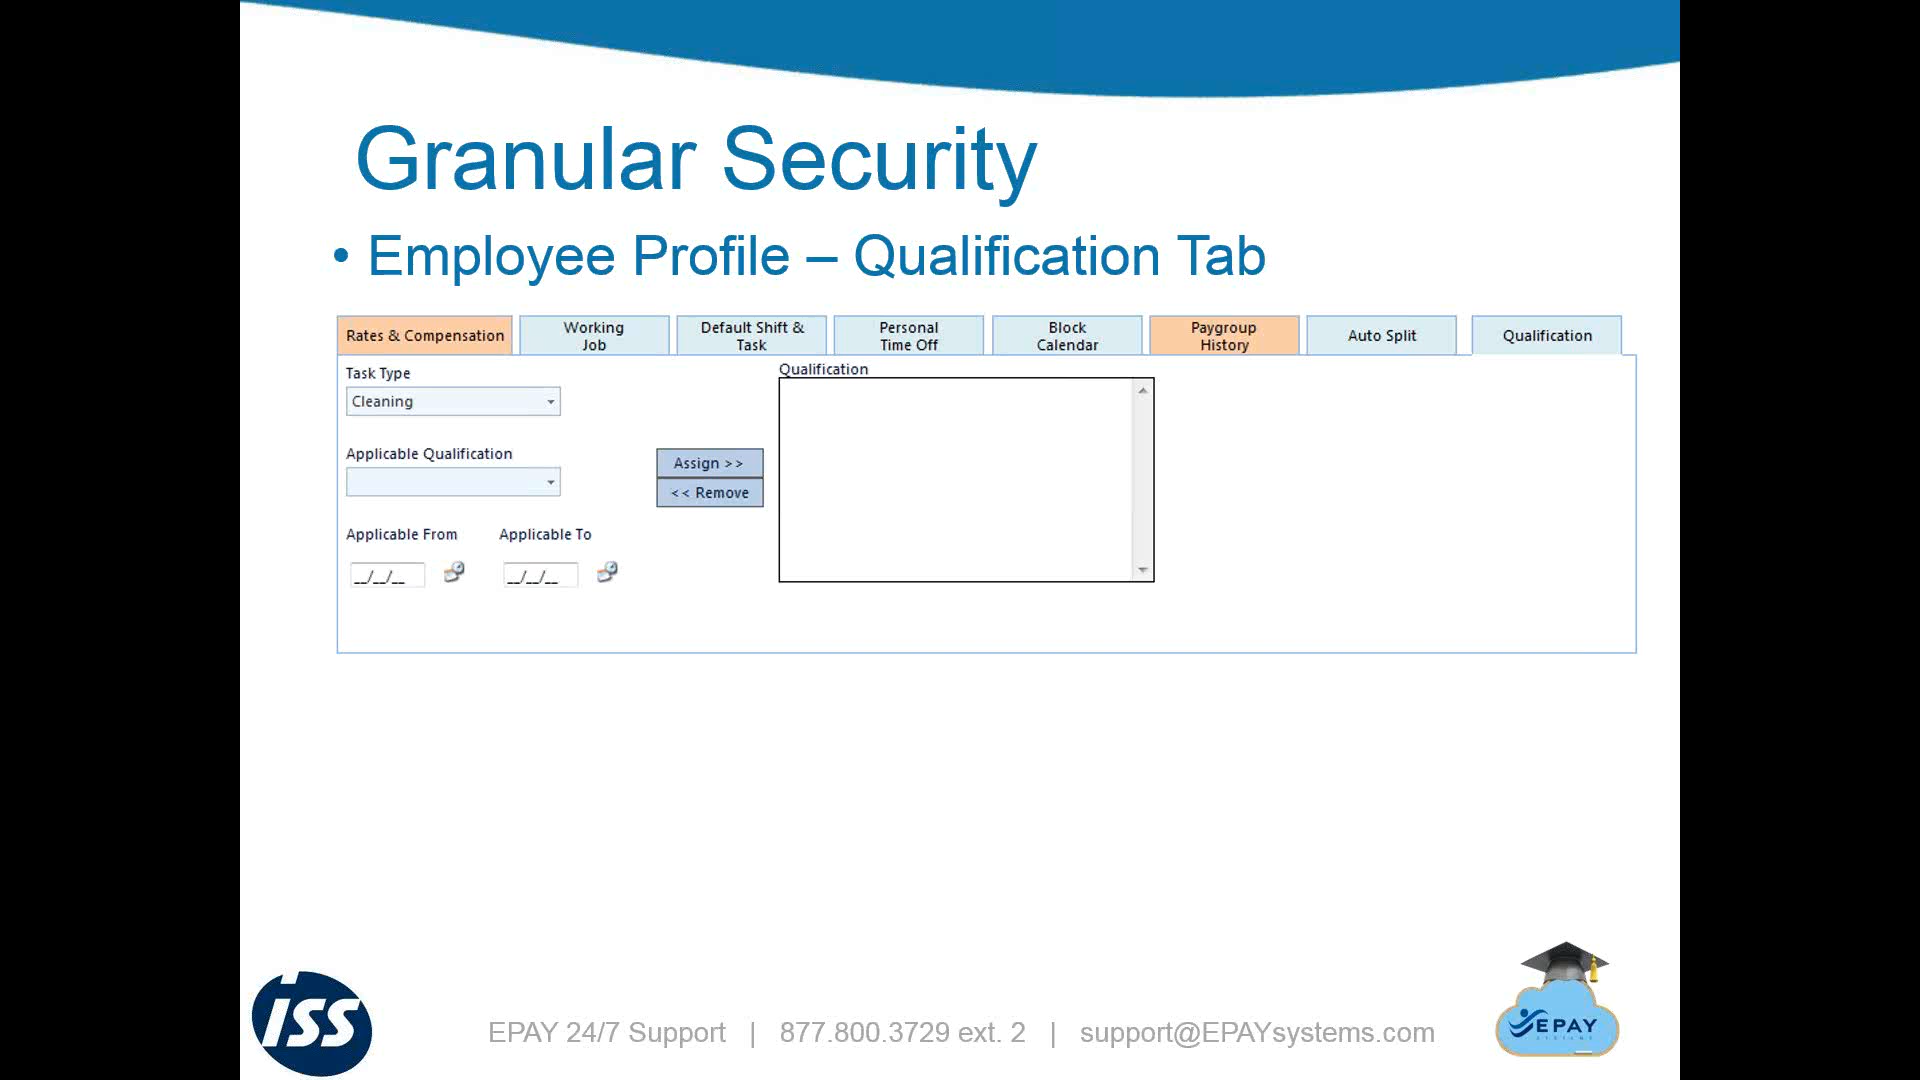 Granular Security
• Employee Profile – Qualification Tab
Rates & Compensation
Working
Job
Default Shift &
Task
Personal
Time Off
Block
Calendar
Paygroup
History
Auto Split
Qualification
Task Type
Cleaning
Qualification
Applicable Qualification
Assign >>
<< Remove
Applicable From
Applicable To
__/__/__
__/__/__
ISS
EPAY 24/7 Support | 877.800.3729 ext. 2 | support@EPAYsystems.com
EPAY
SYSTEMS